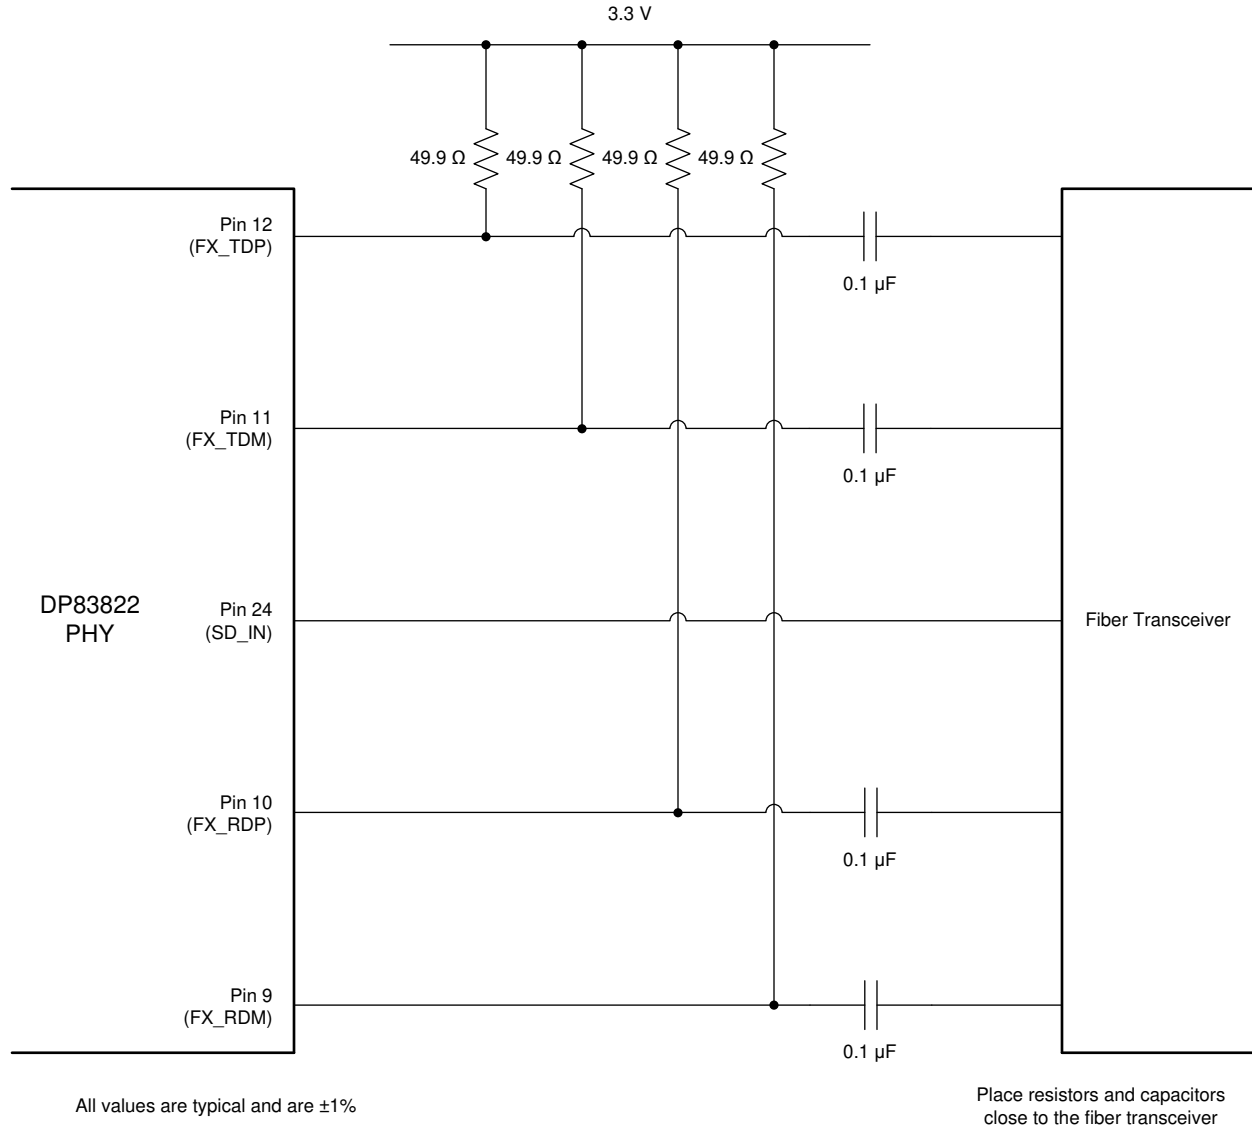 3.3 V
49.9 Ω 49.9 Ω 49.9 Ω 49.9 Ω
Pin 12
(FX_TDP)
0.1 µF
Pin 11
(FX_TDM)
0.1 µF
DP83822
PHY
Pin 24
(SD_IN)
Fiber Transceiver
Pin 10
(FX_RDP)
0.1 µF
Pin 9
(FX_RDM)
0.1 µF
All values are typical and are ±1%
Place resistors and capacitors
close to the fiber transceiver